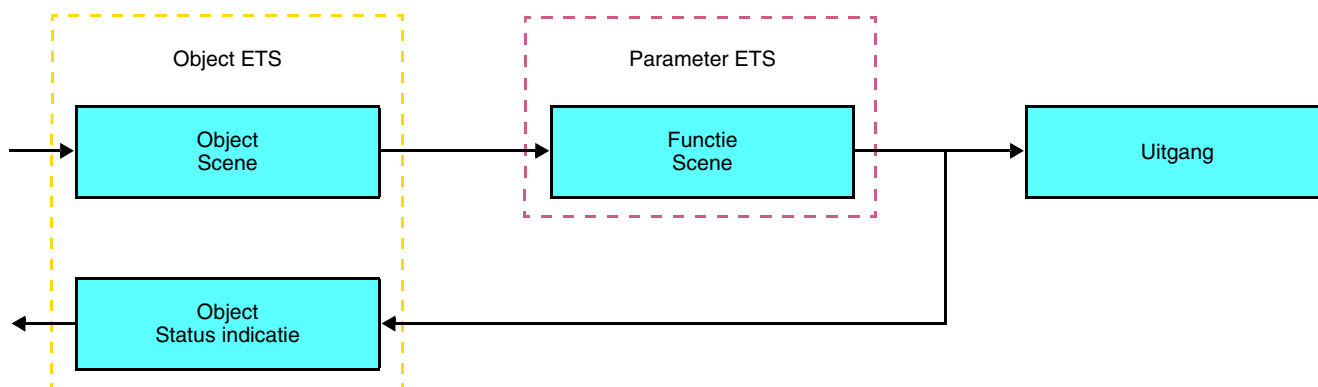 Object ETS
Parameter ETS
Object
Scene
Functie
Scene
Uitgang
Object
Status indicatie